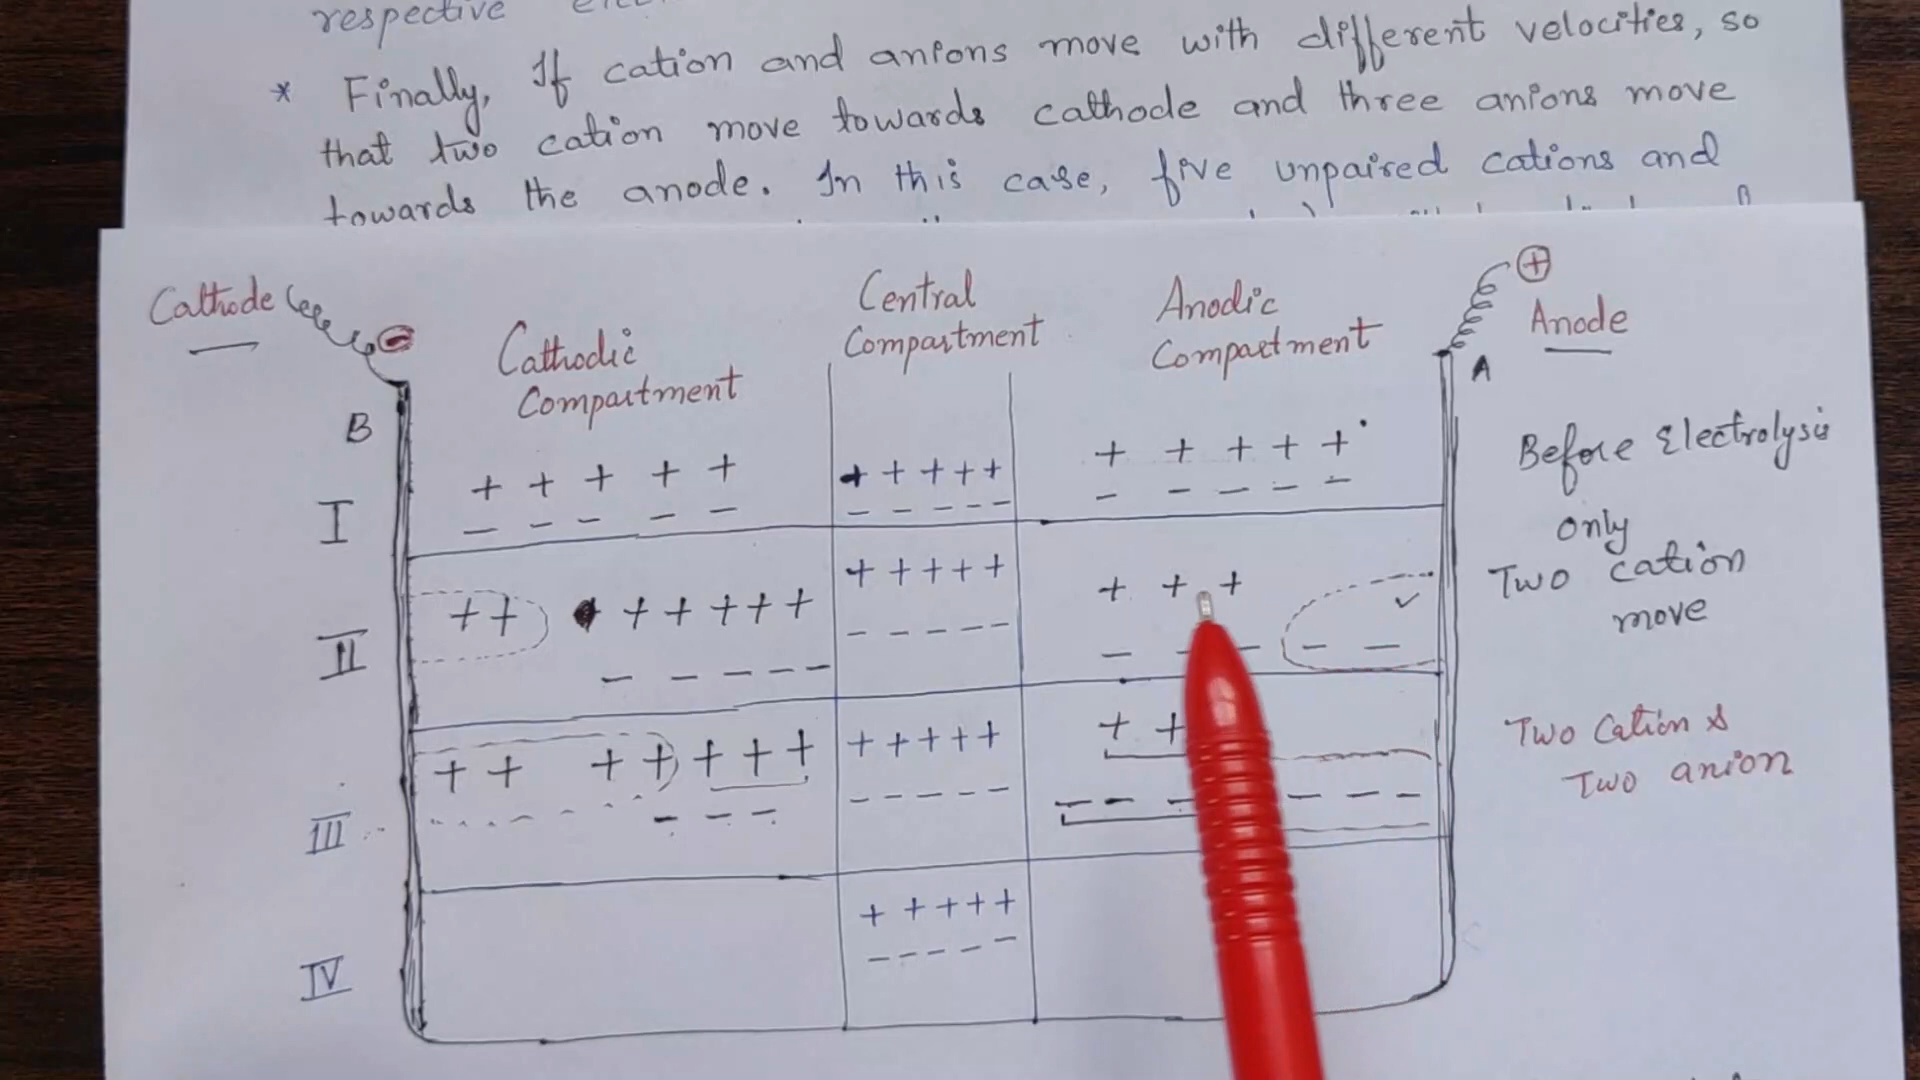 respective
* Finally, If cation and anions move with different velocities, so
that two cation move towards cathode and three anions move
towards the anode. In this case, five unpaired cations and
Cathode
Central
Compartment
Anodic
Compartment
Anode
Cathodic
Compartment
A
B
+ + + + +
+ + + + +
+ + + + +
Before Electrolysis
I
- - - - -
- - - - -
- - - - -
only
Two cation
move
II
+ + + + + + +
+ + + + +
+ + +
- - - - -
- - - - -
Two Cation &
Two anion
III
+ + + + + + +
+ + + + +
+ +
- - -
- - - - -
IV
+ + + + +
- - - - -